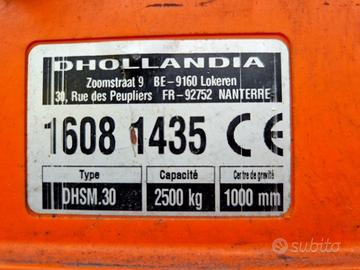 DHOLLANDIA
Zoomstraat 9 BE-9160 Lokeren
30, Rue des Peupliers FR-92752 NANTERRE
1608 1435 CE
Type Capacité Centre de gravité
DHSM.30 2500 kg 1000 mm
subito